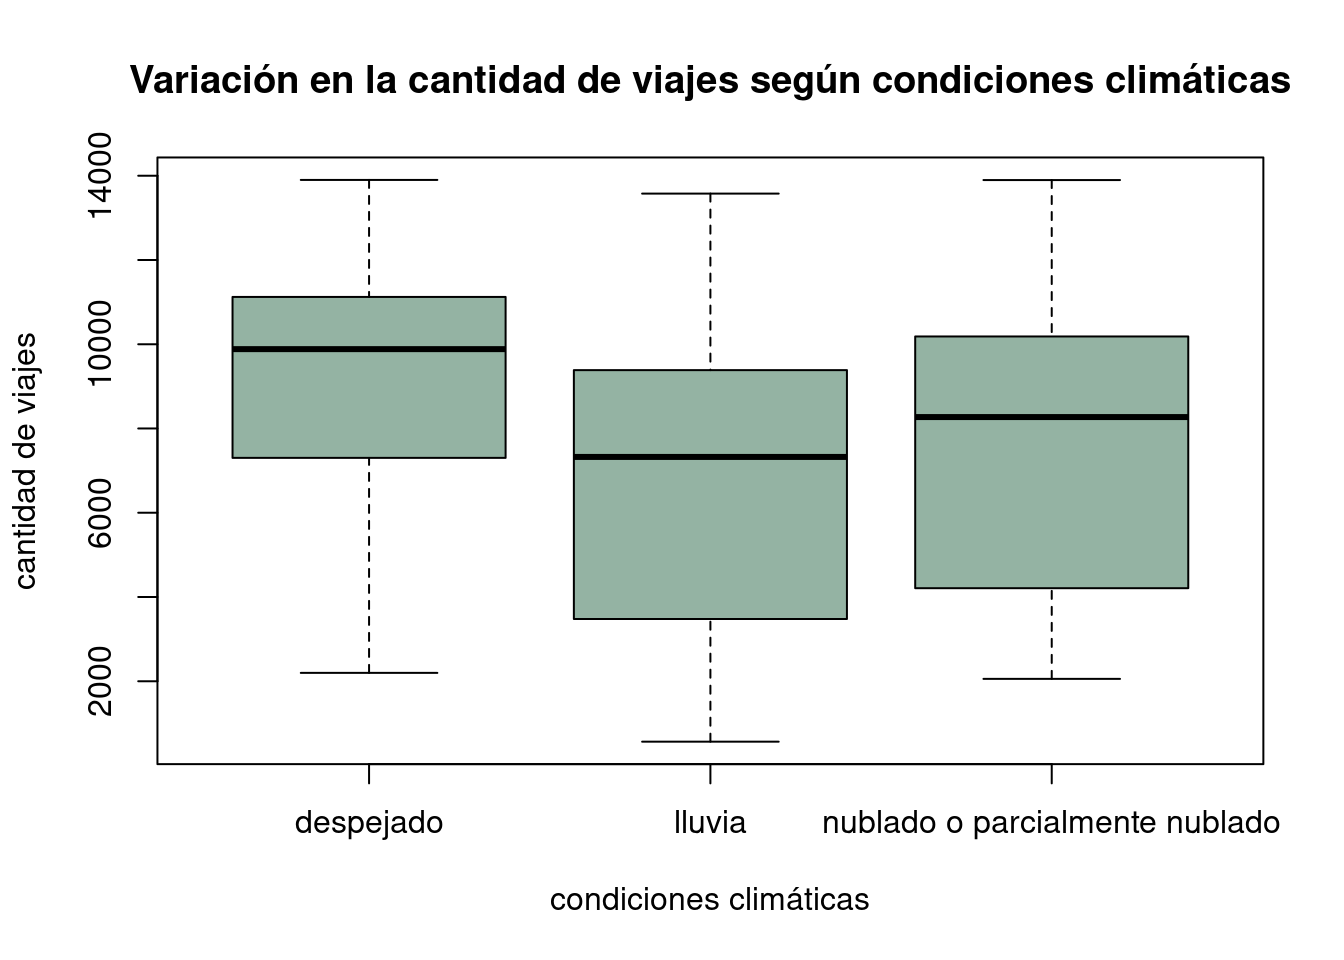 Variación en la cantidad de viajes según condiciones climáticas
cantidad de viajes
14000
10000
6000
2000
despejado
lluvia
nublado o parcialmente nublado
condiciones climáticas